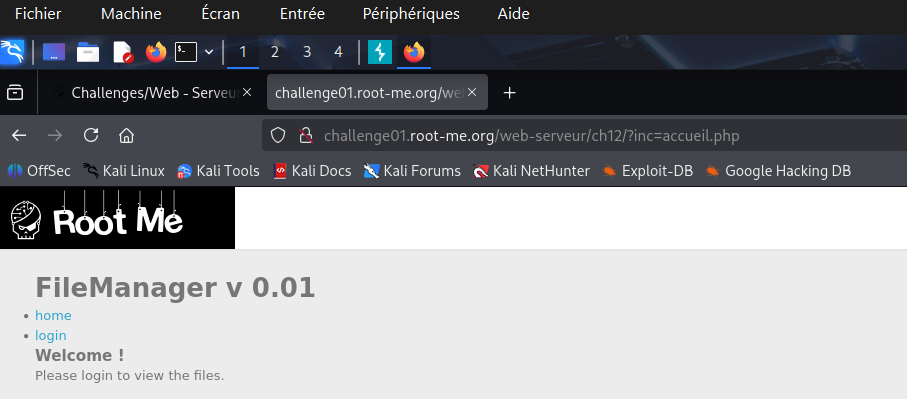 Fichier Machine Écran Entrée Périphériques Aide
1 2 3 4
Challenges/Web - Serveu × challenge01.root-me.org/we × +
challenge01.root-me.org/web-serveur/ch12/?inc=accueil.php
OffSec Kali Linux Kali Tools Kali Docs Kali Forums Kali NetHunter Exploit-DB Google Hacking DB
Root Me
FileManager v 0.01
• home
• login
Welcome !
Please login to view the files.